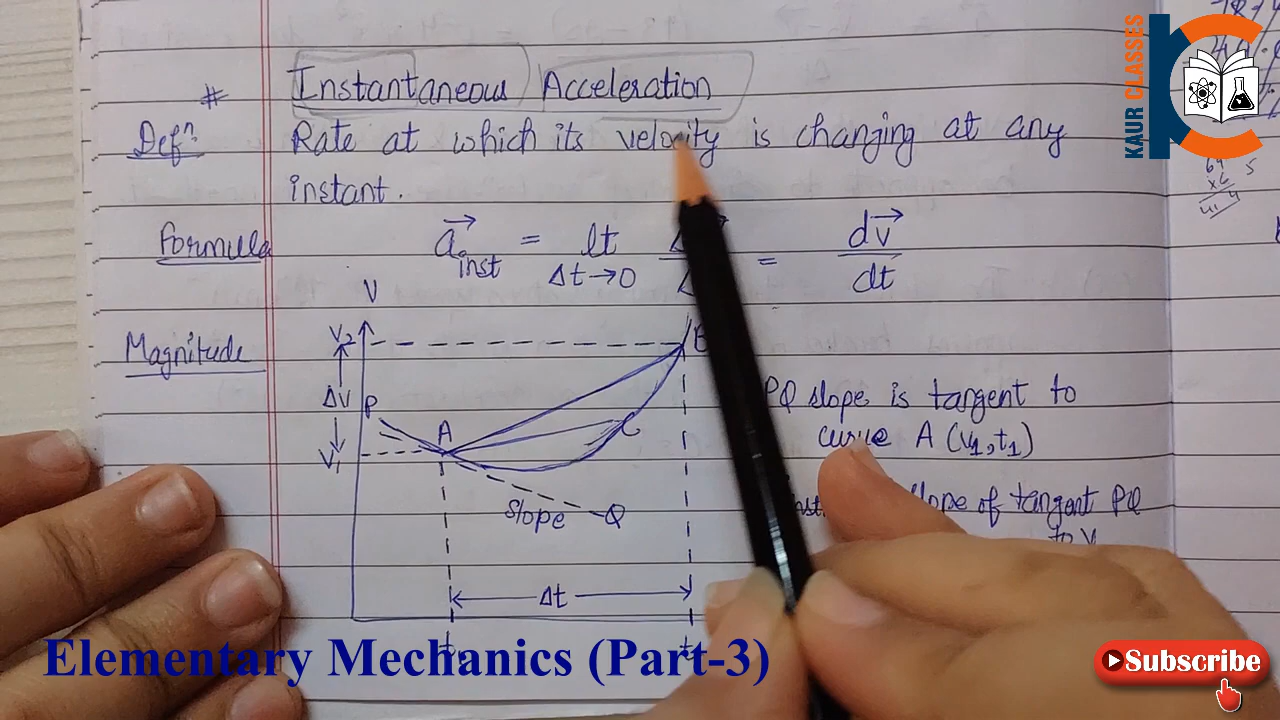 KAUR CLASSES
# Instantaneous Acceleration
Defⁿ: Rate at which its velocity is changing at any
instant.
Formula
a⃗inst = lt Δt→0 = dv⃗/dt
V
Magnitude
V₂
Δv
V₁
P
A
B
C
Slope
Q
Δt
PQ slope is tangent to
curve A (v₁, t₁)
slope of tangent PQ
to V
Elementary Mechanics (Part-3)
Subscribe